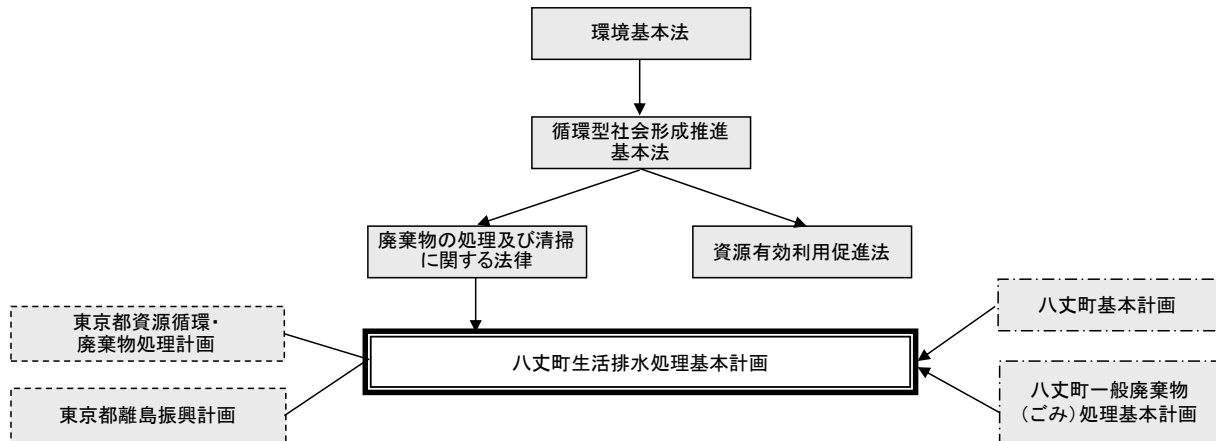 環境基本法
循環型社会形成推進
基本法
廃棄物の処理及び清掃
に関する法律
資源有効利用促進法
東京都資源循環・
廃棄物処理計画
八丈町基本計画
八丈町生活排水処理基本計画
東京都離島振興計画
八丈町一般廃棄物
（ごみ）処理基本計画